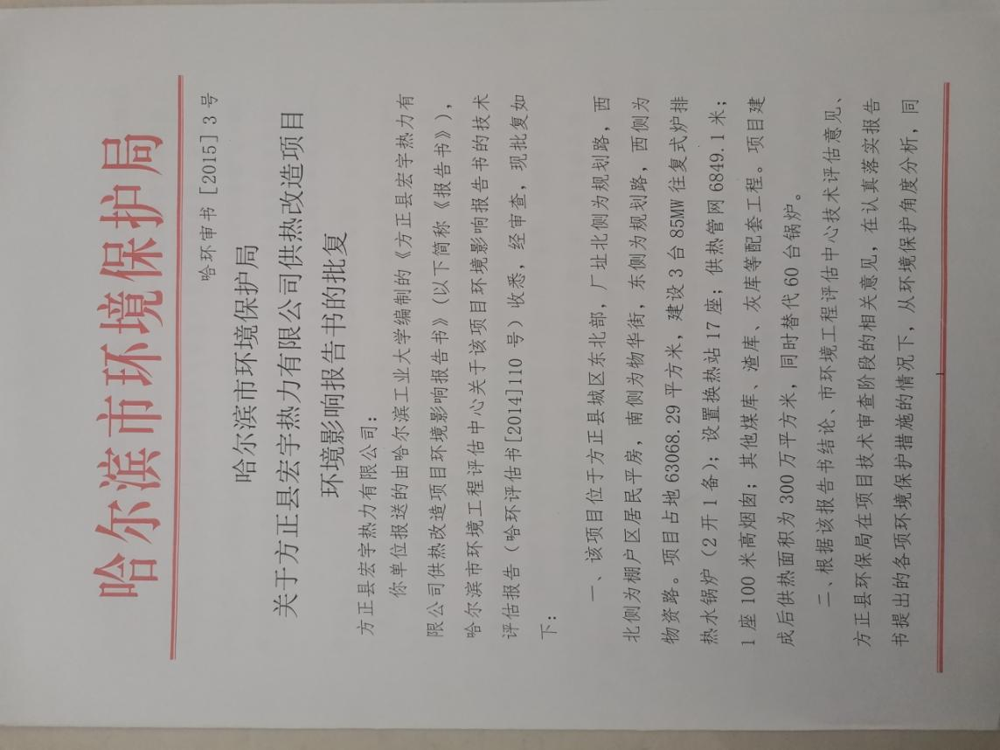 哈尔滨市环境保护局
哈环审书[2015]3号
哈尔滨市环境保护局
关于方正县宏宇热力有限公司供热改造项目
环境影响报告书的批复
方正县宏宇热力有限公司：
你单位报送的由哈尔滨工业大学编制的《方正县宏宇热力有
限公司供热改造项目环境影响报告书》（以下简称《报告书》），
哈尔滨市环境工程评估中心关于该项目环境影响报告书的技术
评估报告（哈环评估书[2014]110号）收悉，经审查，现批复如
下：
一、该项目位于方正县城区东北部，厂址北侧为规划路，西
北侧为棚户区居民平房，南侧为物华街，东侧为规划路，西侧为
物资路。项目占地63068.29平方米，建设3台85MW往复式炉排
热水锅炉（2开1备）；设置换热站17座；供热管网6849.1米；
1座100米高烟囱；其他煤库、渣库、灰库等配套工程。项目建
成后供热面积为300万平方米，同时替代60台锅炉。
二、根据该报告书结论、市环境工程评估中心技术评估意见、
方正县环保局在项目技术审查阶段的相关意见，在认真落实报告
书提出的各项环境保护措施的情况下，从环境保护角度分析，同